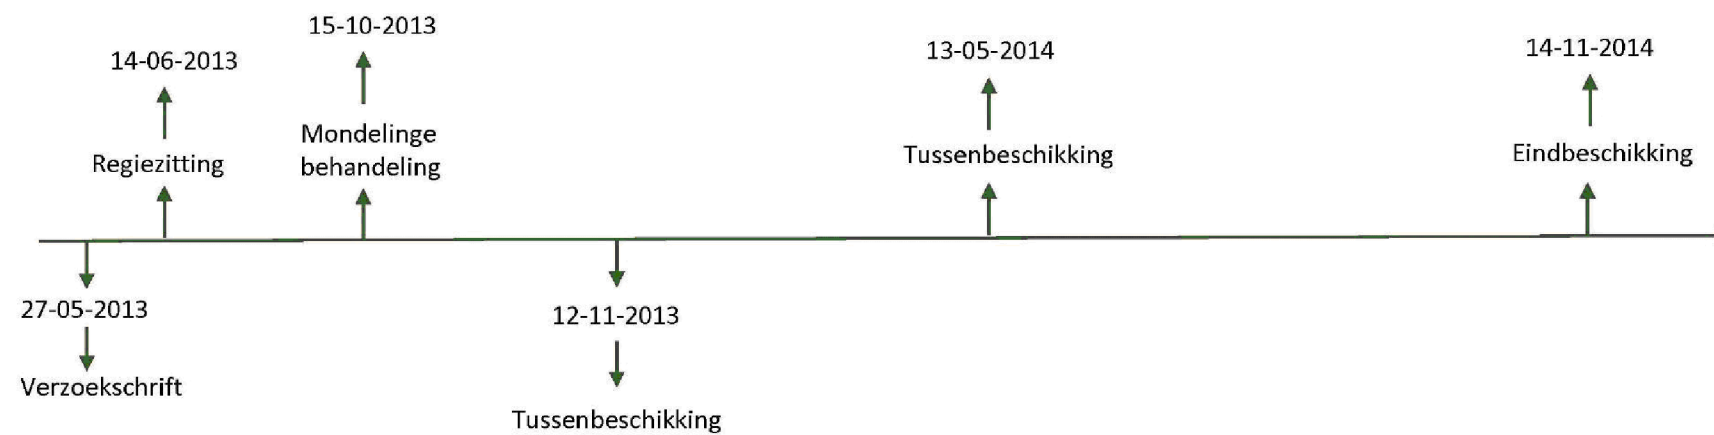 15-10-2013
14-06-2013
13-05-2014
14-11-2014
Mondelinge
behandeling
Regiezitting
Tussenbeschikking
Eindbeschikking
27-05-2013
12-11-2013
Verzoekschrift
Tussenbeschikking